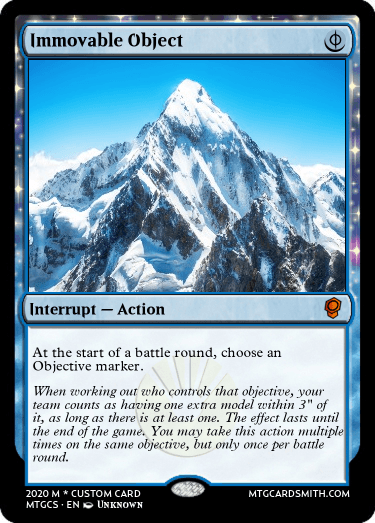 Immovable Object
Interrupt — Action
At the start of a battle round, choose an
Objective marker.
When working out who controls that objective, your
team counts as having one extra model within 3" of
it, as long as there is at least one. The effect lasts until
the end of the game. You may take this action multiple
times on the same objective, but only once per battle
round.
2020 M * CUSTOM CARD
MTGCS · EN Unknown
MTGCARDSMITH.COM